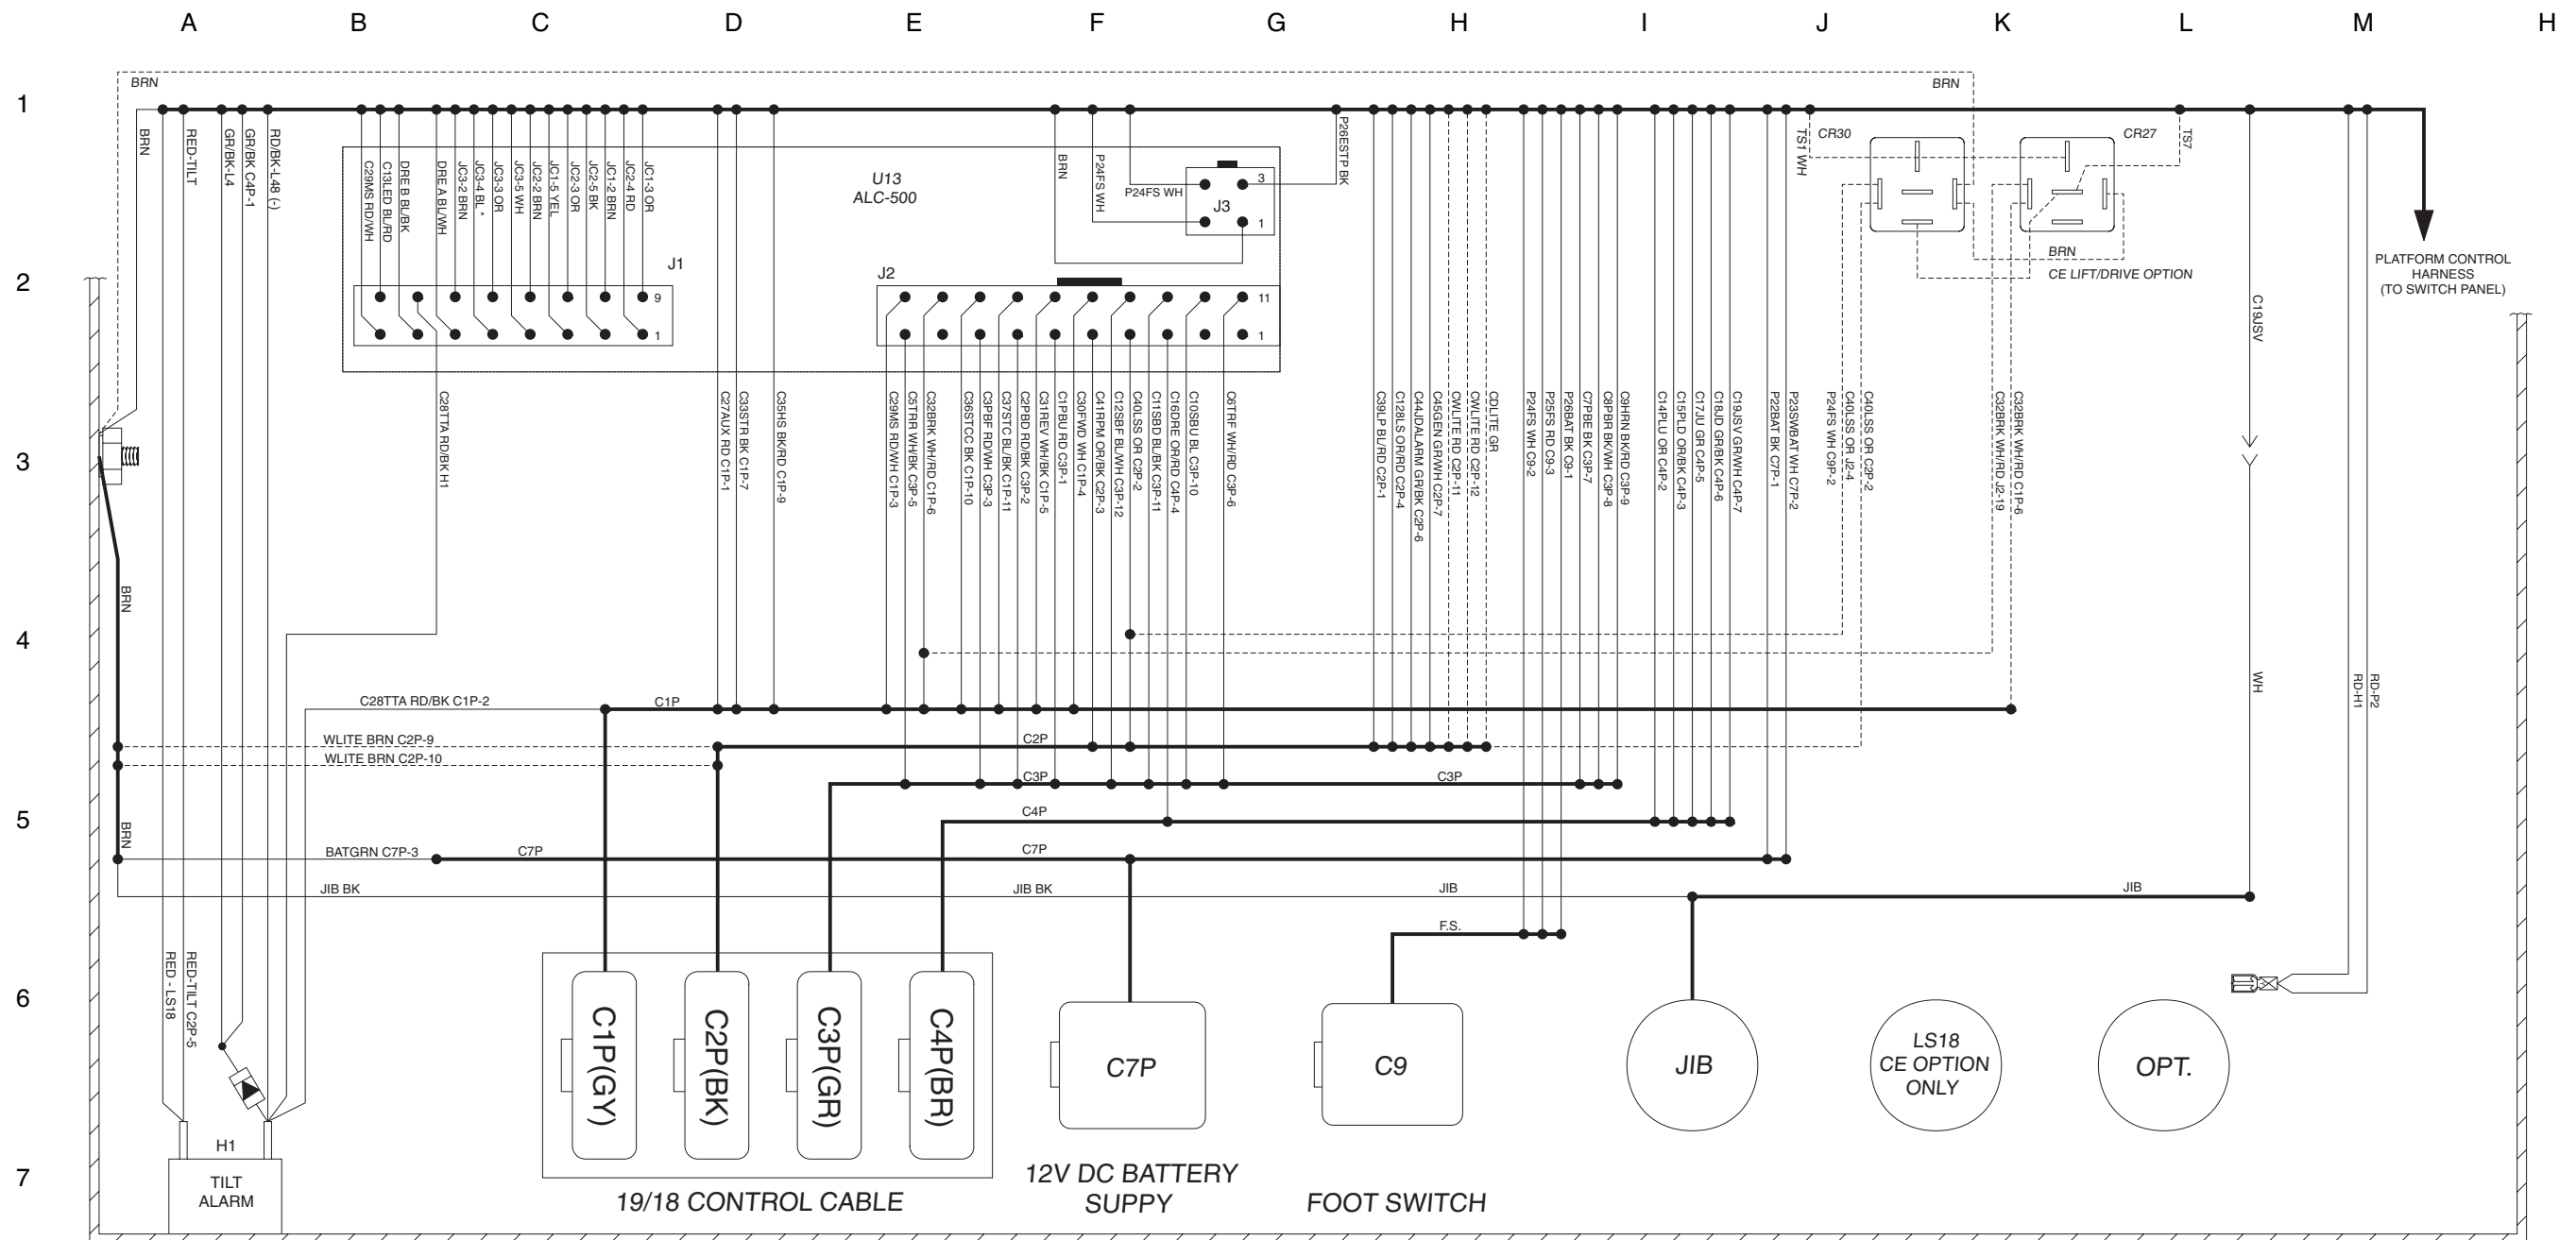 A B C D E F G H I J K L M H
1
2
3
4
5
6
7
BRN
BRN
BRN
RED-TILT
GR/BK-L4
GR/BK C4P-1
RD/BK-L48 (-)
C29MS RD/WH
C13LED BL/RD
DRE B BL/BK
DRE A BL/WH
JC3-2 BRN
JC3-4 BL *
JC3-3 OR
JC3-5 WH
JC2-2 BRN
JC1-5 YEL
JC2-3 OR
JC2-5 BK
JC1-2 BRN
JC2-4 RD
JC1-3 OR
J1
9
1
U13
ALC-500
BRN
P24FS WH
P24FS WH
J3
3
1
P26ESTP BK
J2
11
1
TS1 WH
CR30
CR27
TS7
BRN
CE LIFT/DRIVE OPTION
PLATFORM CONTROL
HARNESS
(TO SWITCH PANEL)
C19JSV
C28TTA RD/BK H1
C27AUX RD C1P-1
C33STR BK C1P-7
C35HS BK/RD C1P-9
C29MS RD/WH C1P-3
C5TRR WH/BK C3P-5
C32BRK WH/RD C1P-6
C36STCC BK C1P-10
C3PBF RD/WH C3P-3
C37STC BL/BK C1P-11
C2PBD RD/BK C3P-2
C31REV WH/BK C1P-5
C1PBU RD C3P-1
C30FWD WH C1P-4
C41RPM OR/BK C2P-3
C12SBF BL/WH C3P-12
C40LSS OR C2P-2
C11SBD BL/BK C3P-11
C16DRE OR/RD C4P-4
C10SBU BL C3P-10
C6TRF WH/RD C3P-6
C39LP BL/RD C2P-1
C128LS OR/RD C2P-4
C44JDALARM GR/BK C2P-6
C45GEN GR/WH C2P-7
CWLITE RD C2P-11
CWLITE RD C2P-12
CDLITE GR
P24FS WH C9-2
P25FS RD C9-3
P26BAT BK C9-1
C7PBE BK C3P-7
C8PBR BK/WH C3P-8
C9HRN BK/RD C3P-9
C14PLU OR C4P-2
C15PLD OR/BK C4P-3
C17JU GR C4P-5
C18JD GR/BK C4P-6
C19JSV GR/WH C4P-7
P22BAT BK C7P-1
P23SWBAT WH C7P-2
P24FS WH C9P-2
C40LSS OR J2-4
C40LSS OR C2P-2
C32BRK WH/RD J2-19
C32BRK WH/RD C1P-6
BRN
WH
RD-H1
RD-P2
C28TTA RD/BK C1P-2
C1P
WLITE BRN C2P-9
C2P
WLITE BRN C2P-10
C3P
C3P
C4P
BRN
BATGRN C7P-3
C7P
C7P
JIB BK
JIB BK
JIB
JIB
F.S.
RED - LS18
RED-TILT C2P-5
C1P(GY)
C2P(BK)
C3P(GR)
C4P(BR)
C7P
C9
JIB
LS18
CE OPTION
ONLY
OPT.
H1
TILT
ALARM
19/18 CONTROL CABLE
12V DC BATTERY
SUPPY
FOOT SWITCH